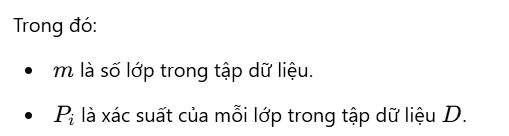 Trong đó:
• m là số lớp trong tập dữ liệu.
• P_i là xác suất của mỗi lớp trong tập dữ liệu D.